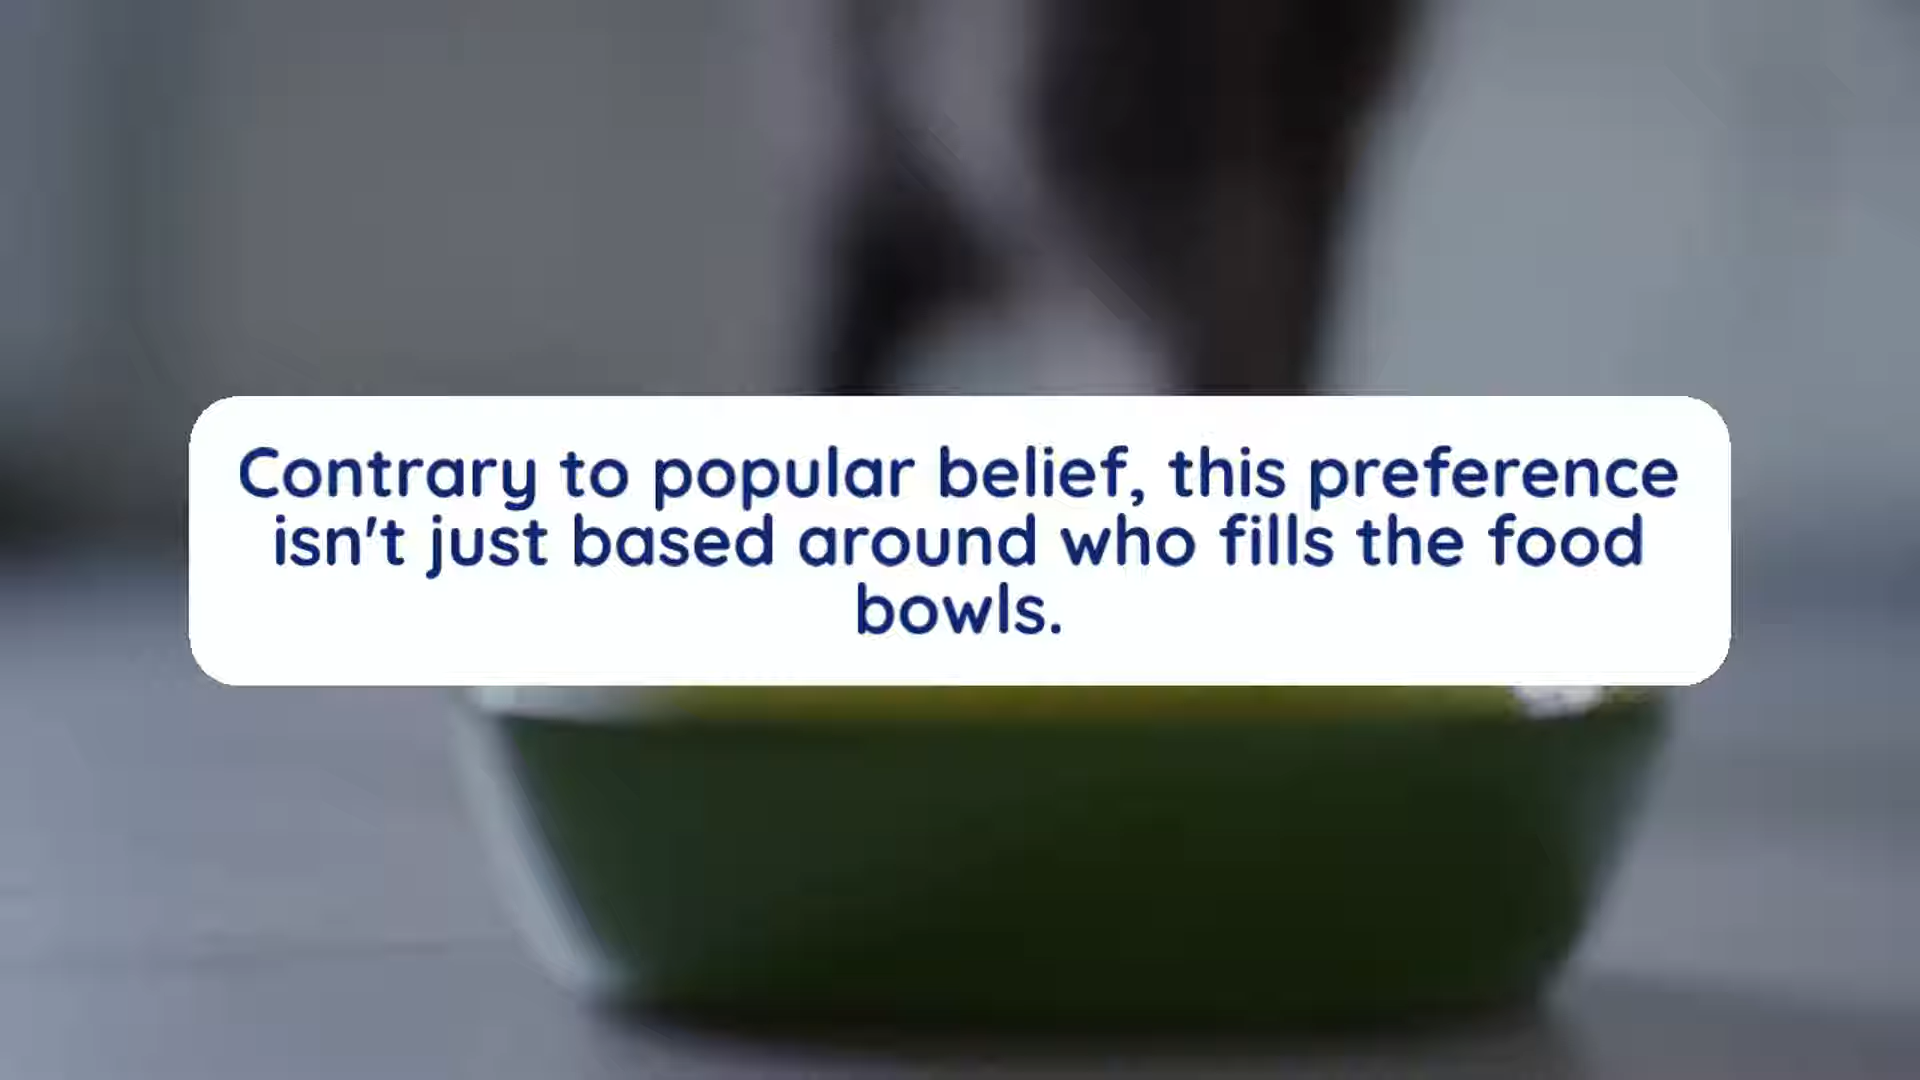 Contrary to popular belief, this preference
isn't just based around who fills the food
bowls.